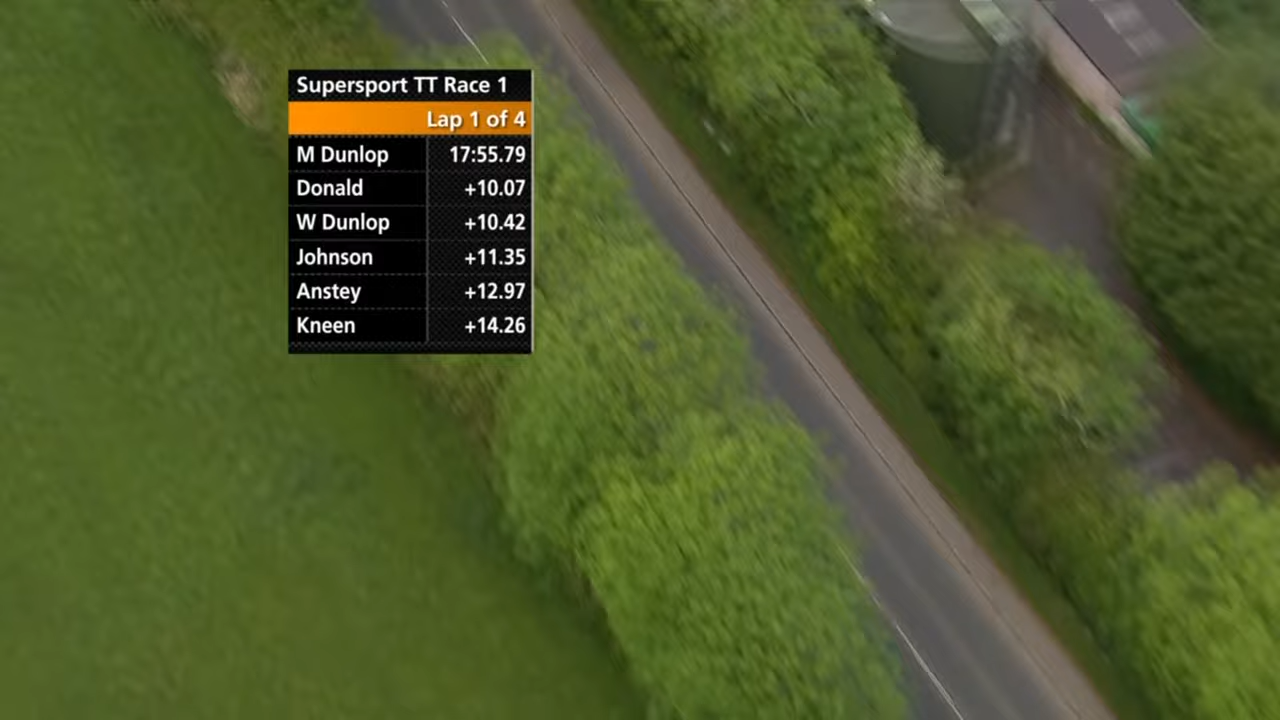 Supersport TT Race 1
Lap 1 of 4
M Dunlop 17:55.79
Donald +10.07
W Dunlop +10.42
Johnson +11.35
Anstey +12.97
Kneen +14.26